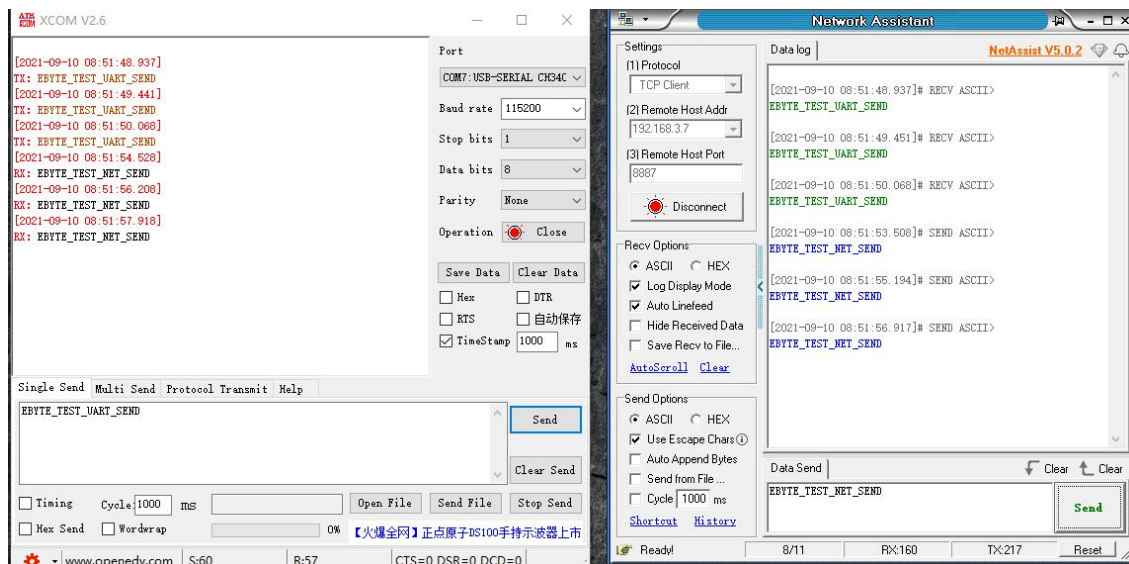 ATK XCOM XCOM V2.6
[2021-09-10 08:51:48.937]
TX: EBYTE_TEST_UART_SEND
[2021-09-10 08:51:49.441]
TX: EBYTE_TEST_UART_SEND
[2021-09-10 08:51:50.068]
TX: EBYTE_TEST_UART_SEND
[2021-09-10 08:51:54.528]
RX: EBYTE_TEST_NET_SEND
[2021-09-10 08:51:56.208]
RX: EBYTE_TEST_NET_SEND
[2021-09-10 08:51:57.918]
RX: EBYTE_TEST_NET_SEND
Port
COM7:USB-SERIAL CH34C
Baud rate 115200
Stop bits 1
Data bits 8
Parity None
Operation Close
Save Data Clear Data
Hex DTR
RTS 自动保存
TimeStamp 1000 ms
Single Send Multi Send Protocol Transmit Help
EBYTE_TEST_UART_SEND
Send
Clear Send
Timing Cycle: 1000 ms Open File Send File Stop Send
Hex Send Wordwrap 0% 【火爆全网】正点原子DS100手持示波器上市
www.openedv.com S:60 R:57 CTS=0 DSR=0 DCD=0
Network Assistant
Settings
(1) Protocol
TCP Client
(2) Remote Host Addr
192.168.3.7
(3) Remote Host Port
8887
Disconnect
Recv Options
ASCII HEX
Log Display Mode
Auto Linefeed
Hide Received Data
Save Recv to File...
AutoScroll Clear
Send Options
ASCII HEX
Use Escape Chars
Auto Append Bytes
Send from File ...
Cycle 1000 ms
Shortcut History
Data log NetAssist V5.0.2
[2021-09-10 08:51:48.937]# RECV ASCII>
EBYTE_TEST_UART_SEND
[2021-09-10 08:51:49.451]# RECV ASCII>
EBYTE_TEST_UART_SEND
[2021-09-10 08:51:50.068]# RECV ASCII>
EBYTE_TEST_UART_SEND
[2021-09-10 08:51:53.508]# SEND ASCII>
EBYTE_TEST_NET_SEND
[2021-09-10 08:51:55.194]# SEND ASCII>
EBYTE_TEST_NET_SEND
[2021-09-10 08:51:56.917]# SEND ASCII>
EBYTE_TEST_NET_SEND
Data Send Clear Clear
EBYTE_TEST_NET_SEND
Send
Ready! 8/11 RX:160 TX:217 Reset